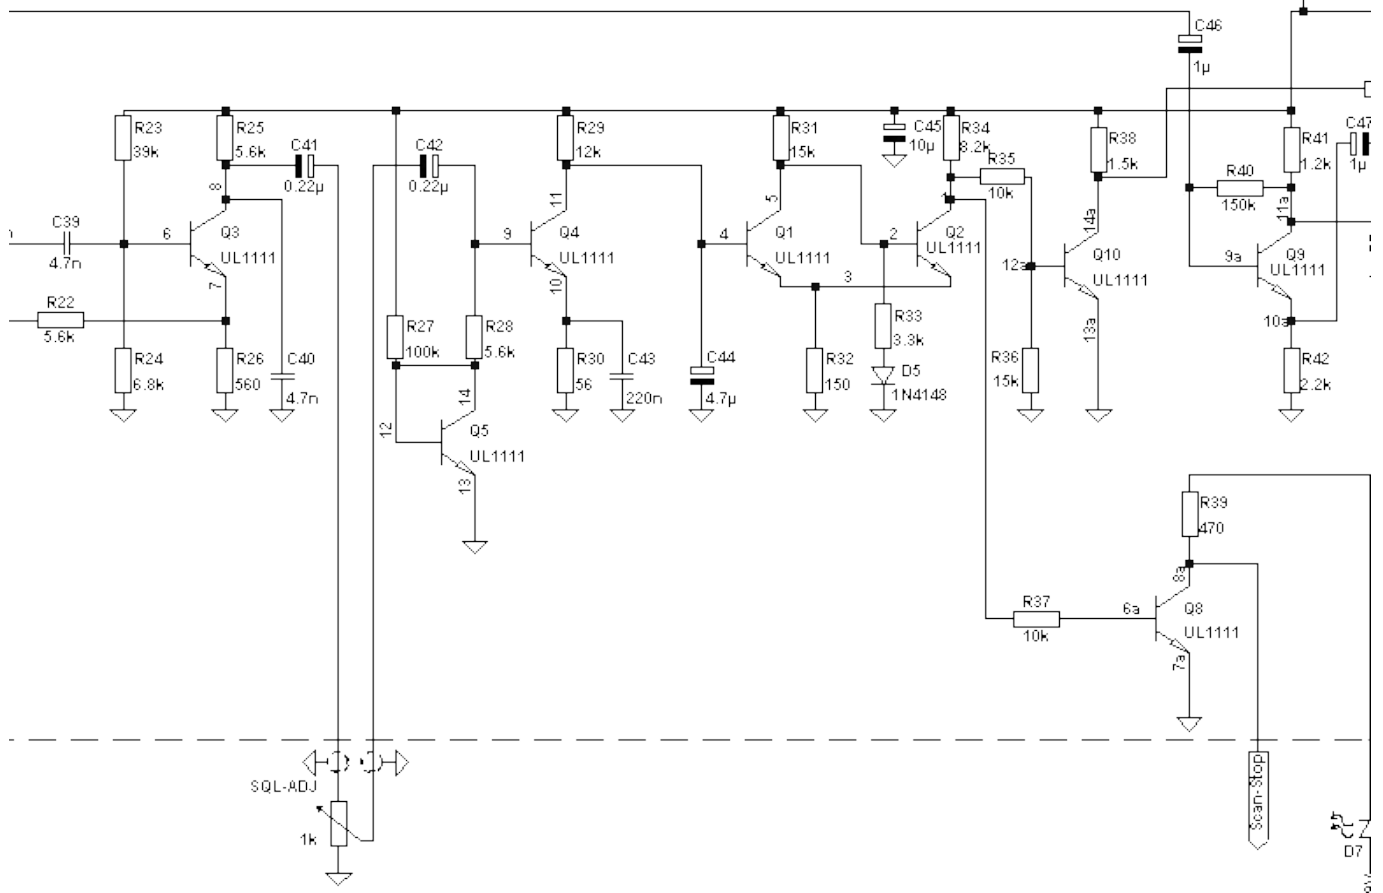 C46
1µ
R23
39k
R25
5.6k
C41
0.22µ
C42
0.22µ
R29
12k
R31
15k
C45
10µ
R34
8.2k
R35
10k
R38
1.5k
R41
1.2k
C47
1µ
R40
150k
8
11
5
1
14a
11a
C39
4.7n
6
Q3
UL1111
7
9
Q4
UL1111
10
4
Q1
UL1111
3
2
Q2
UL1111
12a
Q10
UL1111
13a
9a
Q9
UL1111
10a
R22
5.6k
R24
6.8k
R26
560
C40
4.7n
R27
100k
R28
5.6k
R30
56
C43
220n
C44
4.7µ
R32
150
R33
3.3k
D5
1N4148
R36
15k
R42
2.2k
12
14
Q5
UL1111
13
R39
470
8a
R37
10k
6a
Q8
UL1111
7a
SQL-ADJ
1k
Scan-Stop
D7